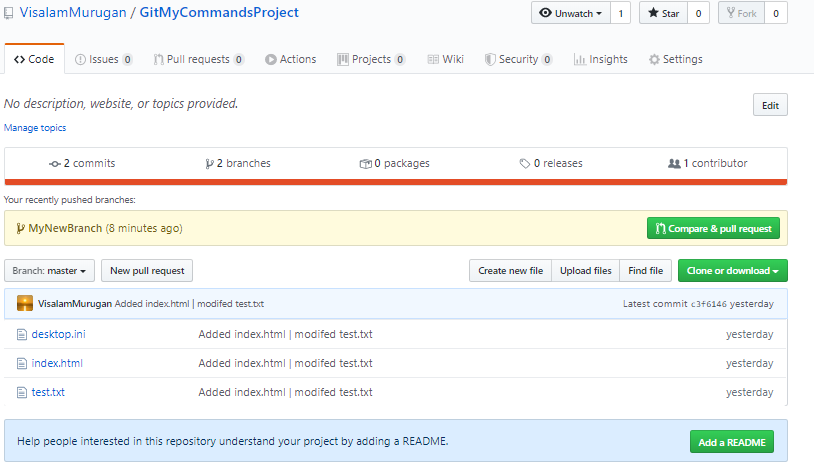 VisalamMurugan / GitMyCommandsProject
Unwatch 1 Star 0 Fork 0
Code Issues 0 Pull requests 0 Actions Projects 0 Wiki Security 0 Insights Settings
No description, website, or topics provided. Edit
Manage topics
2 commits 2 branches 0 packages 0 releases 1 contributor
Your recently pushed branches:
MyNewBranch (8 minutes ago) Compare & pull request
Branch: master New pull request Create new file Upload files Find file Clone or download
VisalamMurugan Added index.html | modifed test.txt Latest commit c3f6146 yesterday
desktop.ini Added index.html | modifed test.txt yesterday
index.html Added index.html | modifed test.txt yesterday
test.txt Added index.html | modifed test.txt yesterday
Help people interested in this repository understand your project by adding a README. Add a README